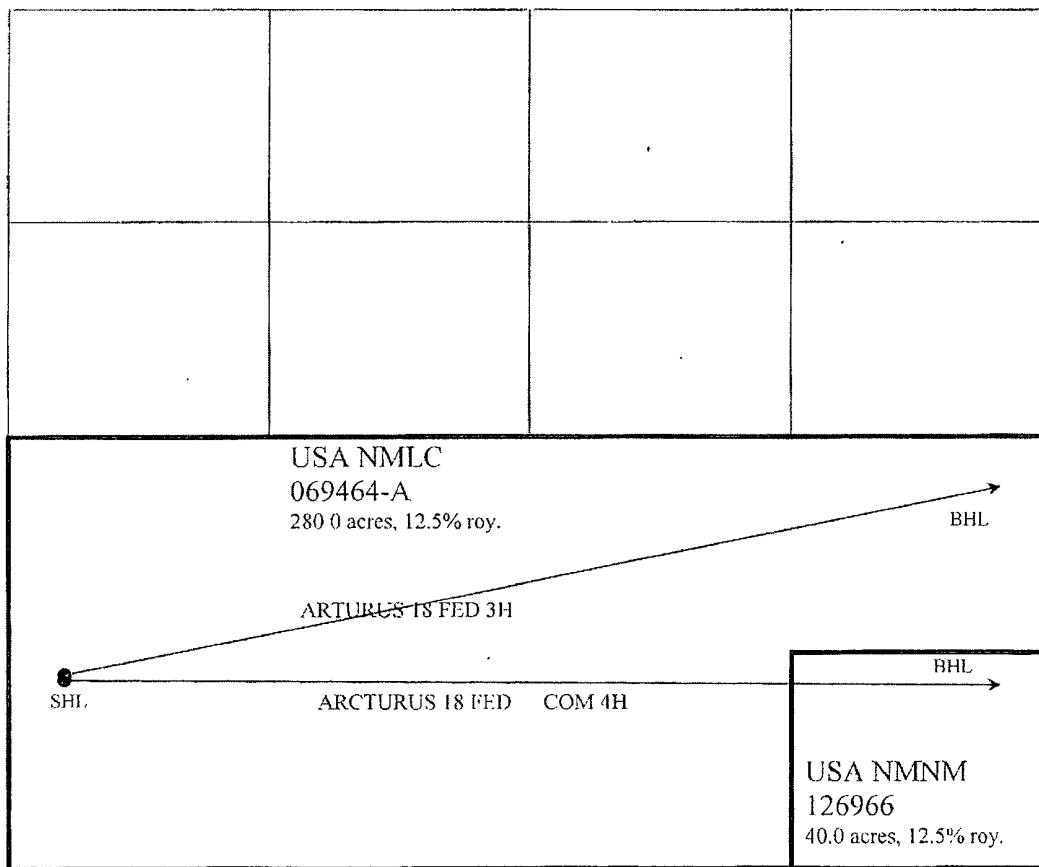 USA NMLC
069464-A
280 0 acres, 12.5% roy.
BHL
ARTURUS 18 FED 3H
BHL
SHL
ARCTURUS 18 FED COM 4H
USA NMNM
126966
40.0 acres, 12.5% roy.